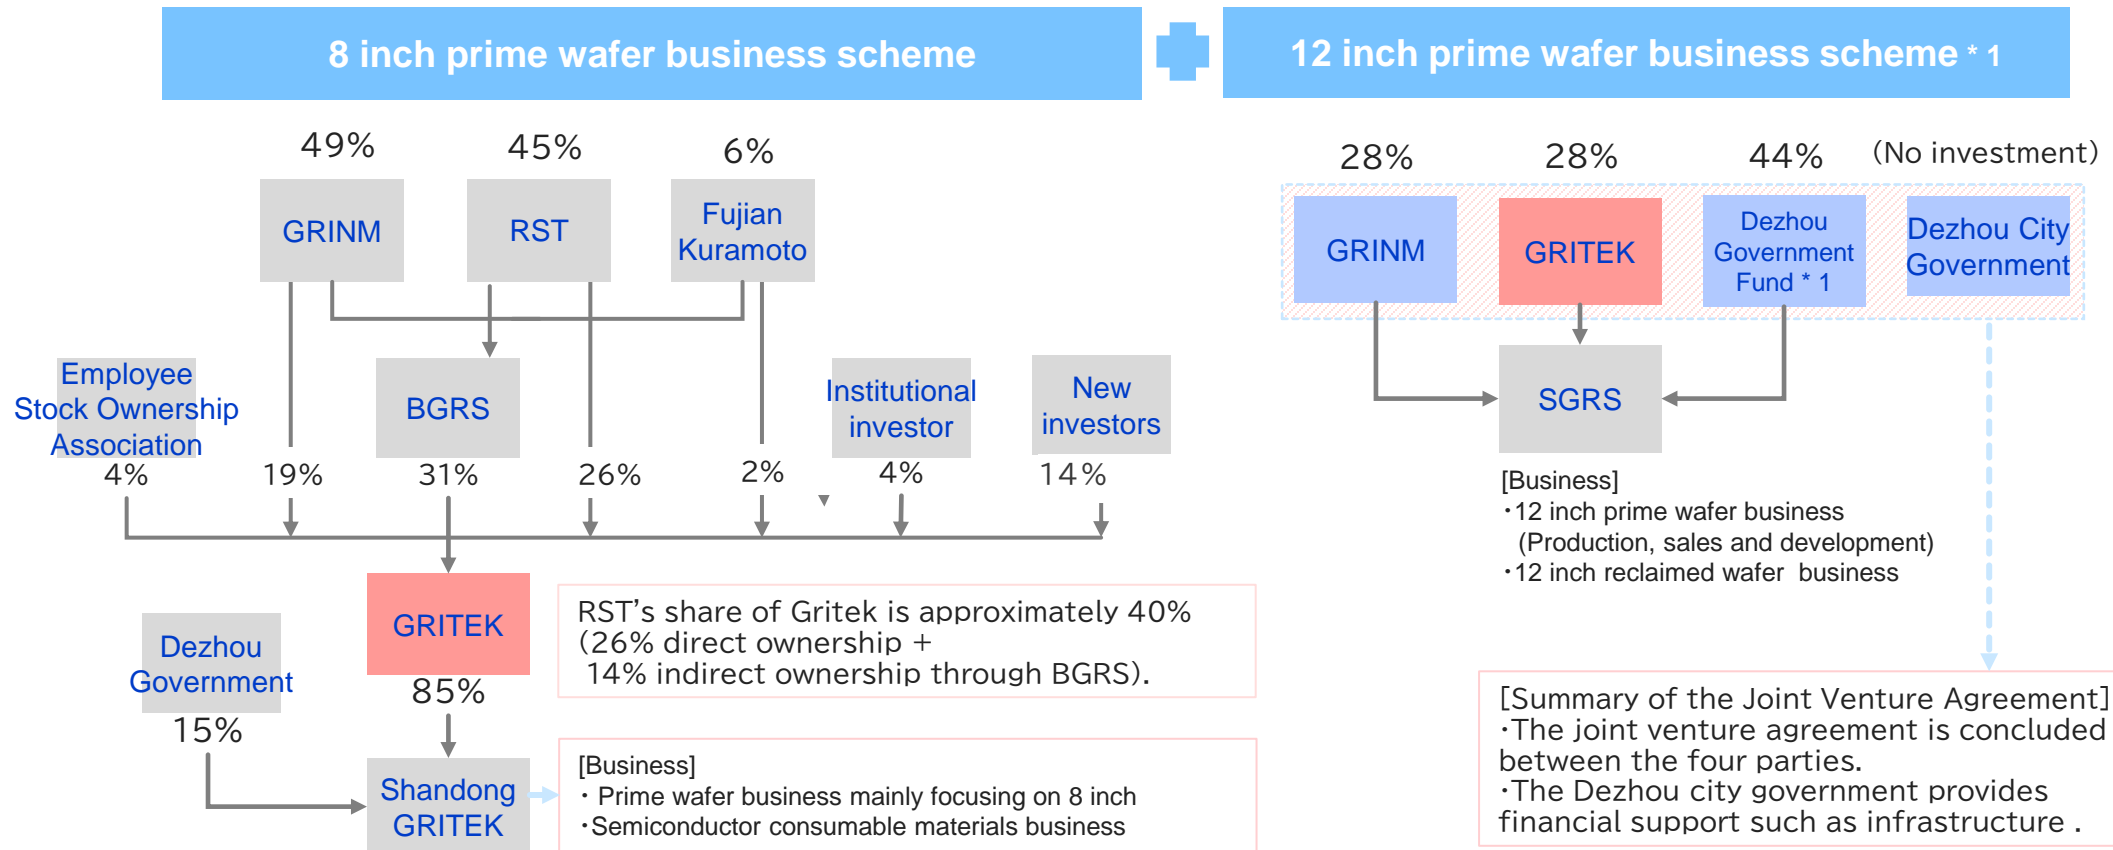 8 inch prime wafer business scheme
12 inch prime wafer business scheme * 1
49%
45%
6%
GRINM
RST
Fujian
Kuramoto
Employee
Stock Ownership
Association
BGRS
Institutional
investor
New
investors
4%
19%
31%
26%
2%
4%
14%
GRITEK
RST's share of Gritek is approximately 40%
(26% direct ownership +
14% indirect ownership through BGRS).
Dezhou
Government
85%
15%
Shandong
GRITEK
[Business]
・ Prime wafer business mainly focusing on 8 inch
・Semiconductor consumable materials business
28%
28%
44%
(No investment)
GRINM
GRITEK
Dezhou
Government
Fund * 1
Dezhou City
Government
SGRS
[Business]
・12 inch prime wafer business
(Production, sales and development)
・12 inch reclaimed wafer  business
[Summary of the Joint Venture Agreement]
・The joint venture agreement is concluded
between the four parties.
・The Dezhou city government provides
financial support such as infrastructure .